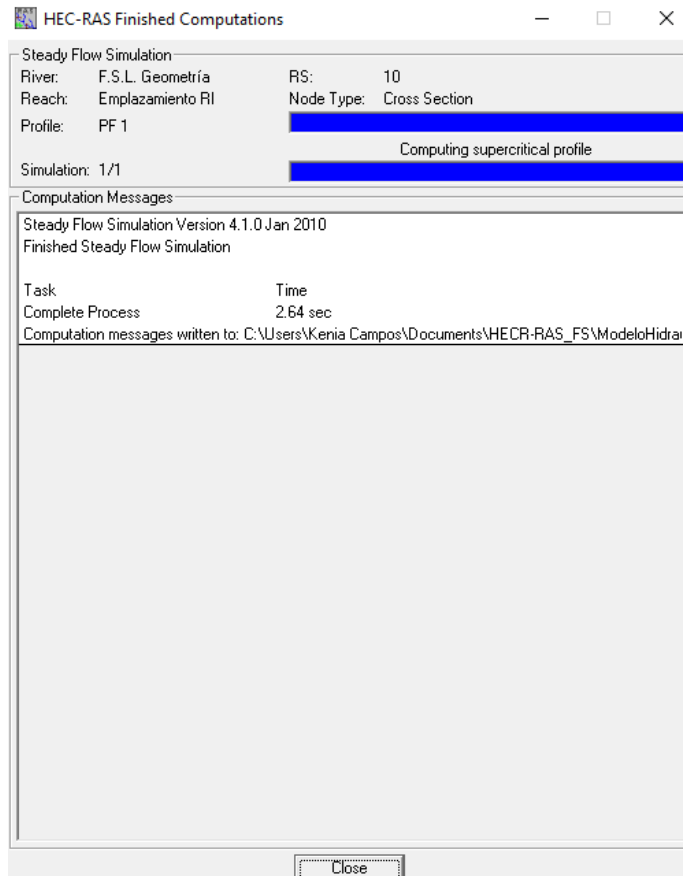 HEC-RAS Finished Computations
Steady Flow Simulation
River: F.S.L. Geometría RS: 10
Reach: Emplazamiento RI Node Type: Cross Section
Profile: PF 1
Computing supercritical profile
Simulation: 1/1
Computation Messages
Steady Flow Simulation Version 4.1.0 Jan 2010
Finished Steady Flow Simulation
Task Time
Complete Process 2.64 sec
Computation messages written to: C:\Users\Kenia Campos\Documents\HECR-RAS_FS\ModeloHidrau
Close